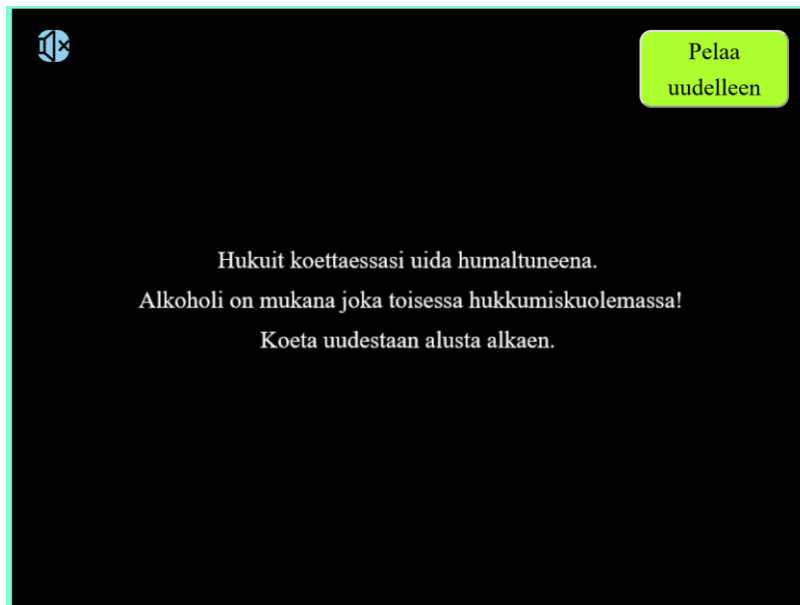 Pelaa
uudelleen
Hukuit koettaessasi uida humaltuneena.
Alkoholi on mukana joka toisessa hukkumiskuolemassa!
Koeta uudestaan alusta alkaen.